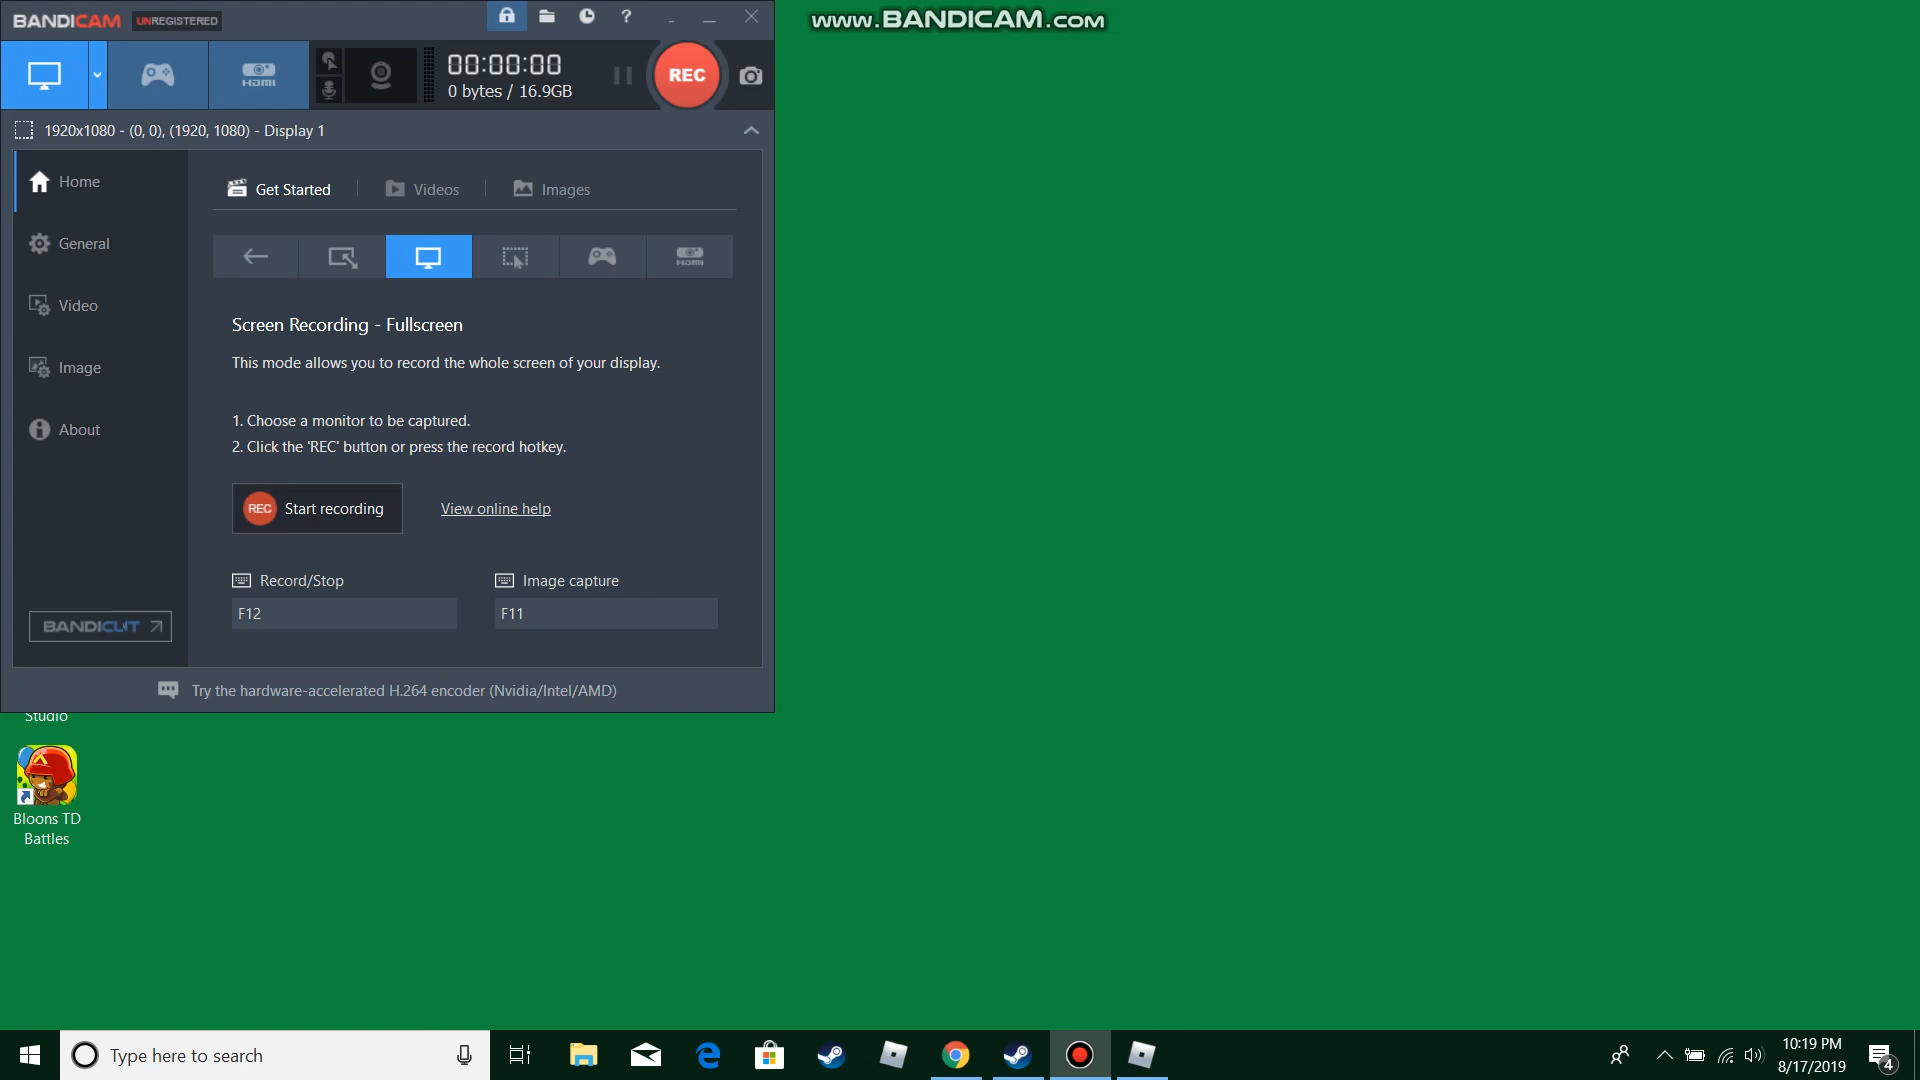 BANDICAM UNREGISTERED
www.BANDICAM.com
HDMI
00:00:00
0 bytes / 16.9GB
REC
1920x1080 - (0, 0), (1920, 1080) - Display 1
Home
General
Video
Image
About
BANDICUT
Get Started
Videos
Images
HDMI
Screen Recording - Fullscreen
This mode allows you to record the whole screen of your display.
1. Choose a monitor to be captured.
2. Click the 'REC' button or press the record hotkey.
REC Start recording
View online help
Record/Stop
Image capture
F12
F11
Try the hardware-accelerated H.264 encoder (Nvidia/Intel/AMD)
Studio
Bloons TD
Battles
Type here to search
10:19 PM
8/17/2019
4